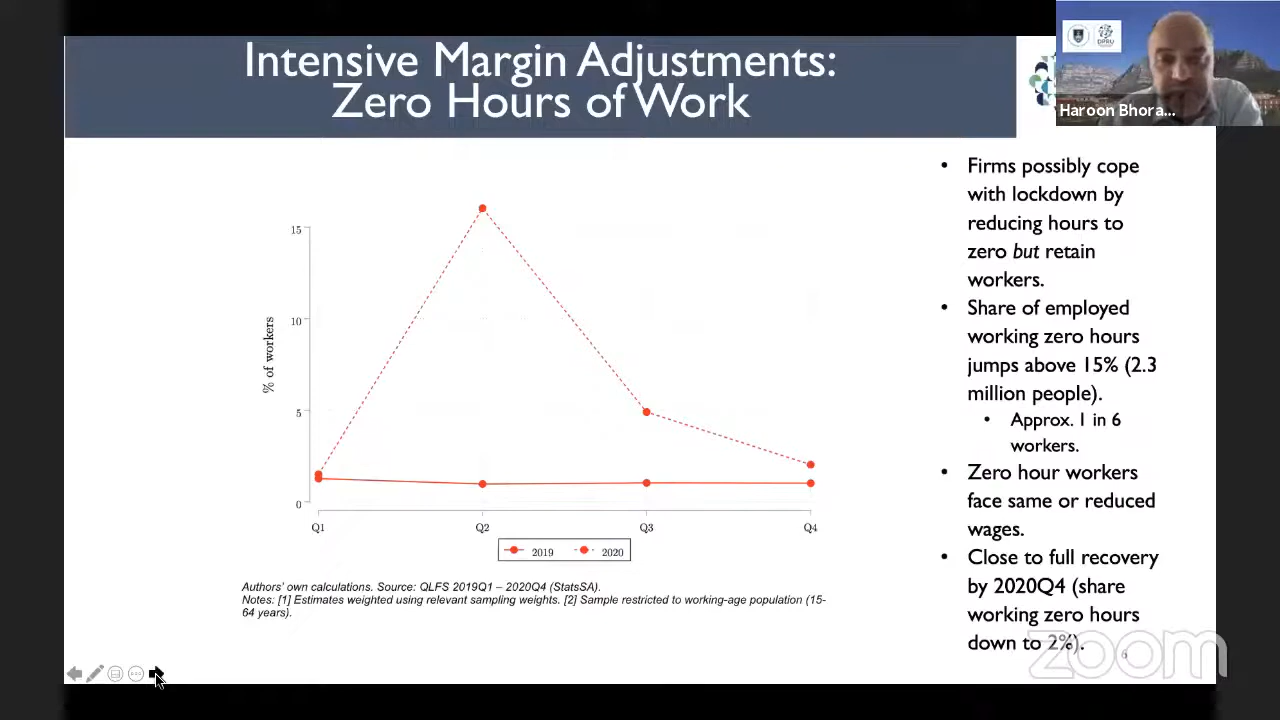 Intensive Margin Adjustments:
Zero Hours of Work
Haroon Bhora...
DPRU
• Firms possibly cope
with lockdown by
reducing hours to
zero but retain
workers.
• Share of employed
working zero hours
jumps above 15% (2.3
million people).
• Approx. 1 in 6
workers.
• Zero hour workers
face same or reduced
wages.
• Close to full recovery
by 2020Q4 (share
working zero hours
down to 2%).
% of workers
15
10
5
0
Q1 Q2 Q3 Q4
2019 2020
Authors' own calculations. Source: QLFS 2019Q1 – 2020Q4 (StatsSA).
Notes: [1] Estimates weighted using relevant sampling weights. [2] Sample restricted to working-age population (15-
64 years).
6
zoom